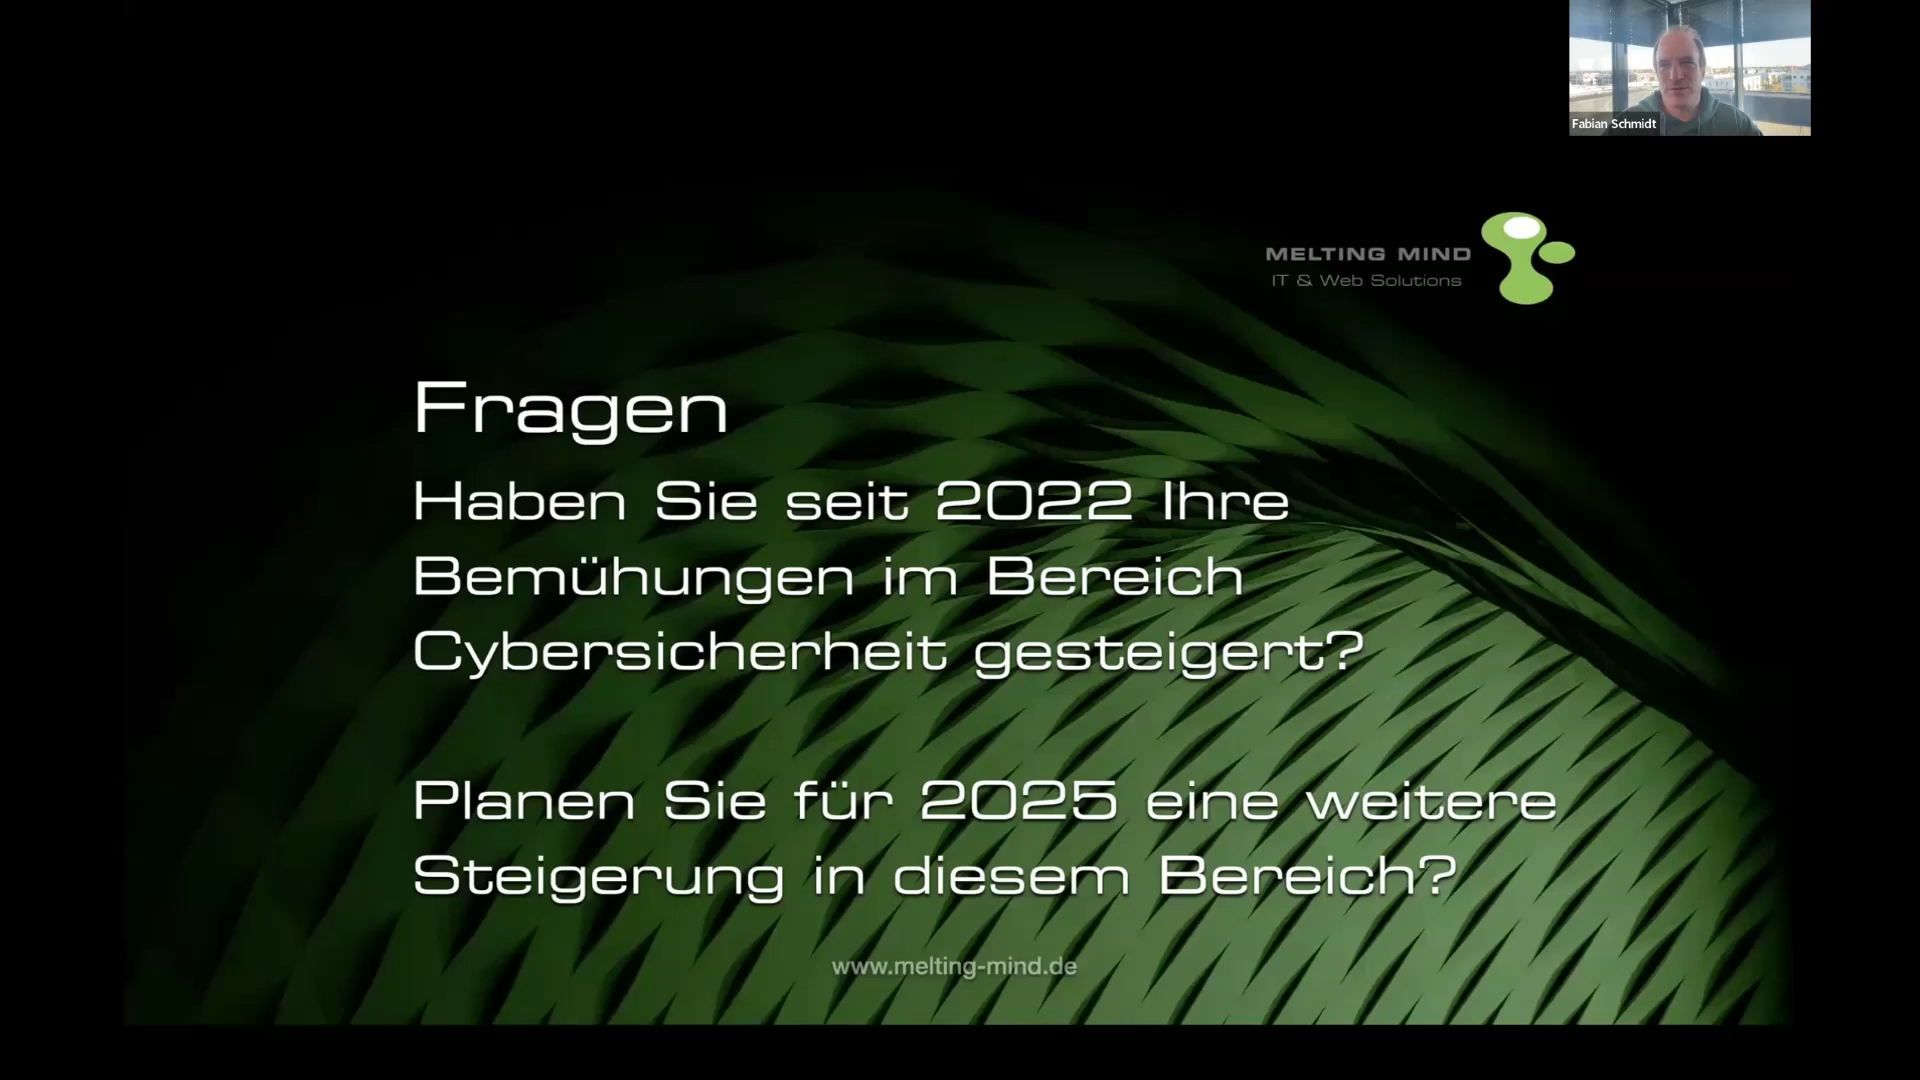 Fabian Schmidt
MELTING MIND
IT & Web Solutions
Fragen
Haben Sie seit 2022 Ihre
Bemühungen im Bereich
Cybersicherheit gesteigert?
Planen Sie für 2025 eine weitere
Steigerung in diesem Bereich?
www.melting-mind.de